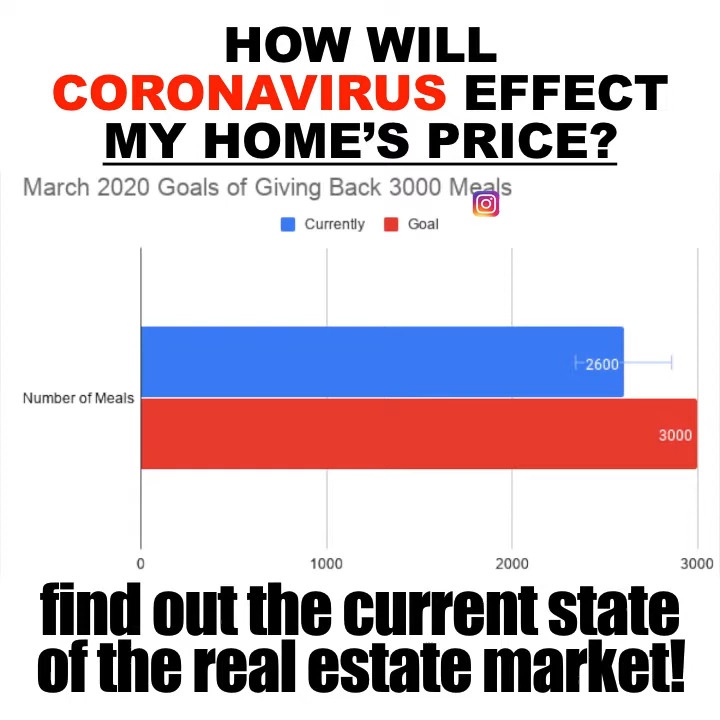 HOW WILL
CORONAVIRUS EFFECT
MY HOME’S PRICE?
March 2020 Goals of Giving Back 3000 Meals
Currently Goal
2600
Number of Meals
3000
0 1000 2000 3000
find out the current state
of the real estate market!